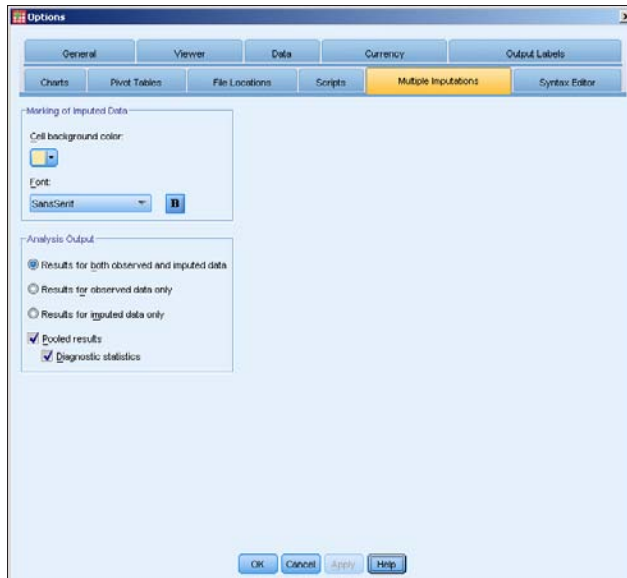 Options
General Viewer Data Currency Output Labels
Charts Pivot Tables File Locations Scripts Multiple Imputations Syntax Editor
Marking of Imputed Data
Cell background color:
Font:
SansSerif B
Analysis Output
Results for both observed and imputed data
Results for observed data only
Results for imputed data only
Pooled results
Diagnostic statistics
OK Cancel Apply Help